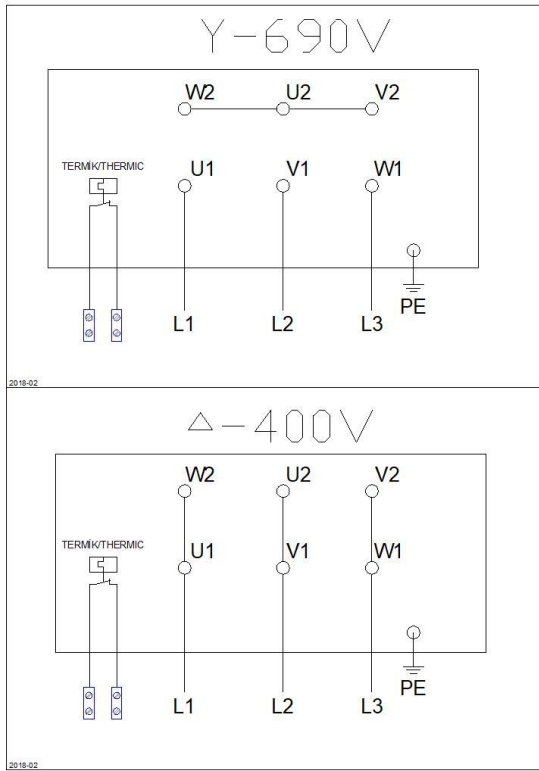 Y-690V
W2 U2 V2
TERMİK/THERMIC
U1 V1 W1
L1 L2 L3 PE
2018-02
△-400V
W2 U2 V2
TERMİK/THERMIC
U1 V1 W1
L1 L2 L3 PE
2018-02